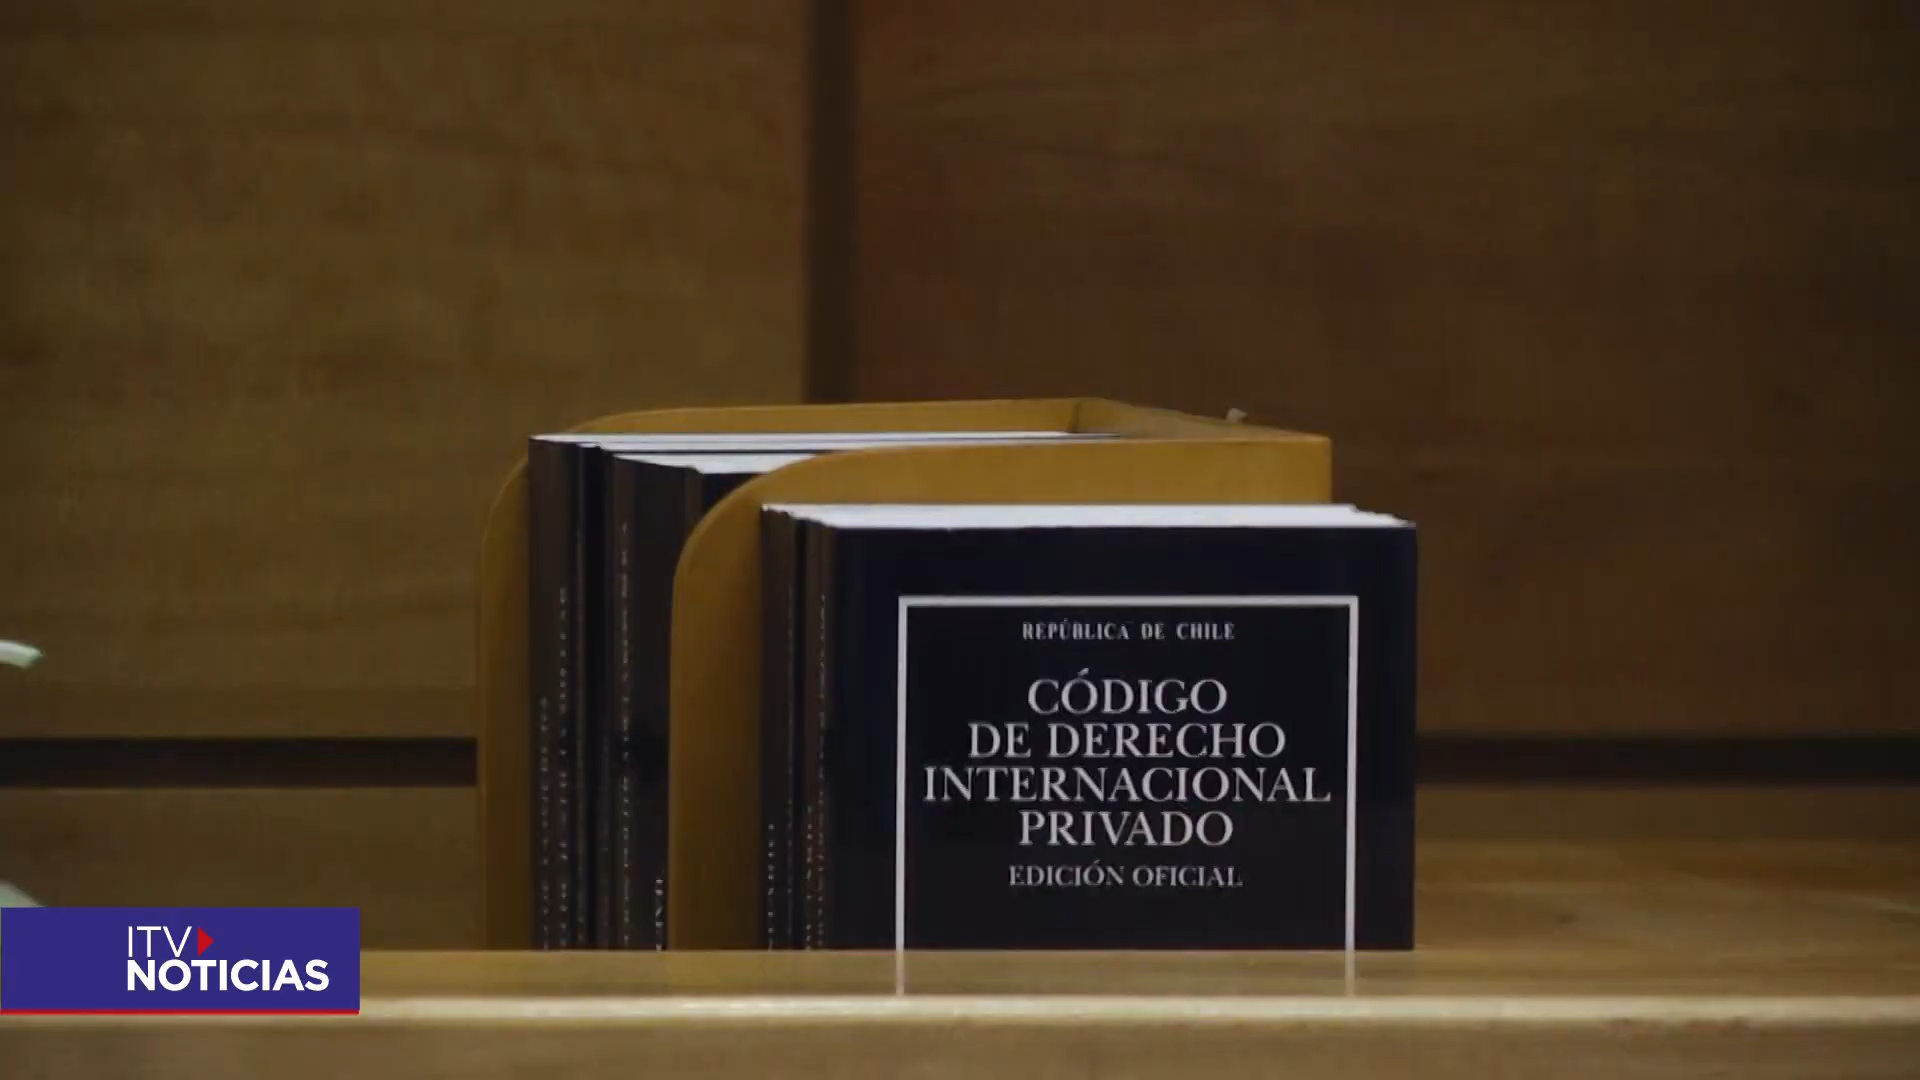 REPÚBLICA DE CHILE
CÓDIGO
DE DERECHO
INTERNACIONAL
PRIVADO
EDICIÓN OFICIAL
ITV
NOTICIAS